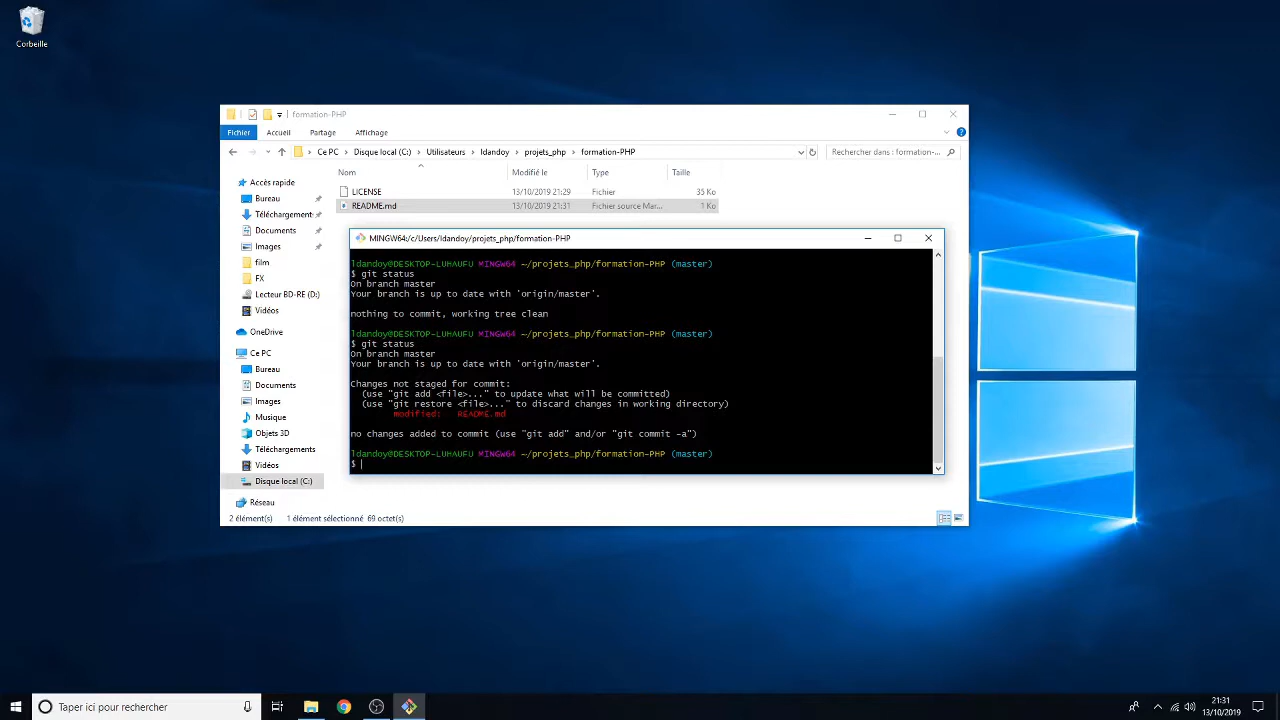 Corbeille
formation-PHP
Fichier Accueil Partage Affichage
Ce PC > Disque local (C:) > Utilisateurs > ldandoy > projets_php > formation-PHP
Rechercher dans : formation-...
Nom Modifié le Type Taille
LICENSE 13/10/2019 21:29 Fichier 35 Ko
README.md 13/10/2019 21:31 Fichier source Mar... 1 Ko
Accès rapide
Bureau
Téléchargement
Documents
Images
film
FX
Lecteur BD-RE (D:)
Vidéos
OneDrive
Ce PC
Bureau
Documents
Images
Musique
Objets 3D
Téléchargements
Vidéos
Disque local (C:)
Réseau
2 élément(s) 1 élément sélectionné 69 octet(s)
MINGW64:/c/Users/ldandoy/projets_php/formation-PHP
ldandoy@DESKTOP-LUHAUFU MINGW64 ~/projets_php/formation-PHP (master)
$ git status
On branch master
Your branch is up to date with 'origin/master'.
nothing to commit, working tree clean
ldandoy@DESKTOP-LUHAUFU MINGW64 ~/projets_php/formation-PHP (master)
$ git status
On branch master
Your branch is up to date with 'origin/master'.
Changes not staged for commit:
(use "git add <file>..." to update what will be committed)
(use "git restore <file>..." to discard changes in working directory)
modified: README.md
no changes added to commit (use "git add" and/or "git commit -a")
ldandoy@DESKTOP-LUHAUFU MINGW64 ~/projets_php/formation-PHP (master)
$
Taper ici pour rechercher
21:31
13/10/2019